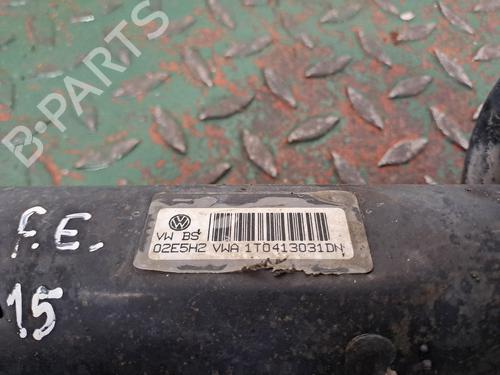 B-PARTS
F.E.
15
VW BS
02E5H2 VWA 1T0413031DN